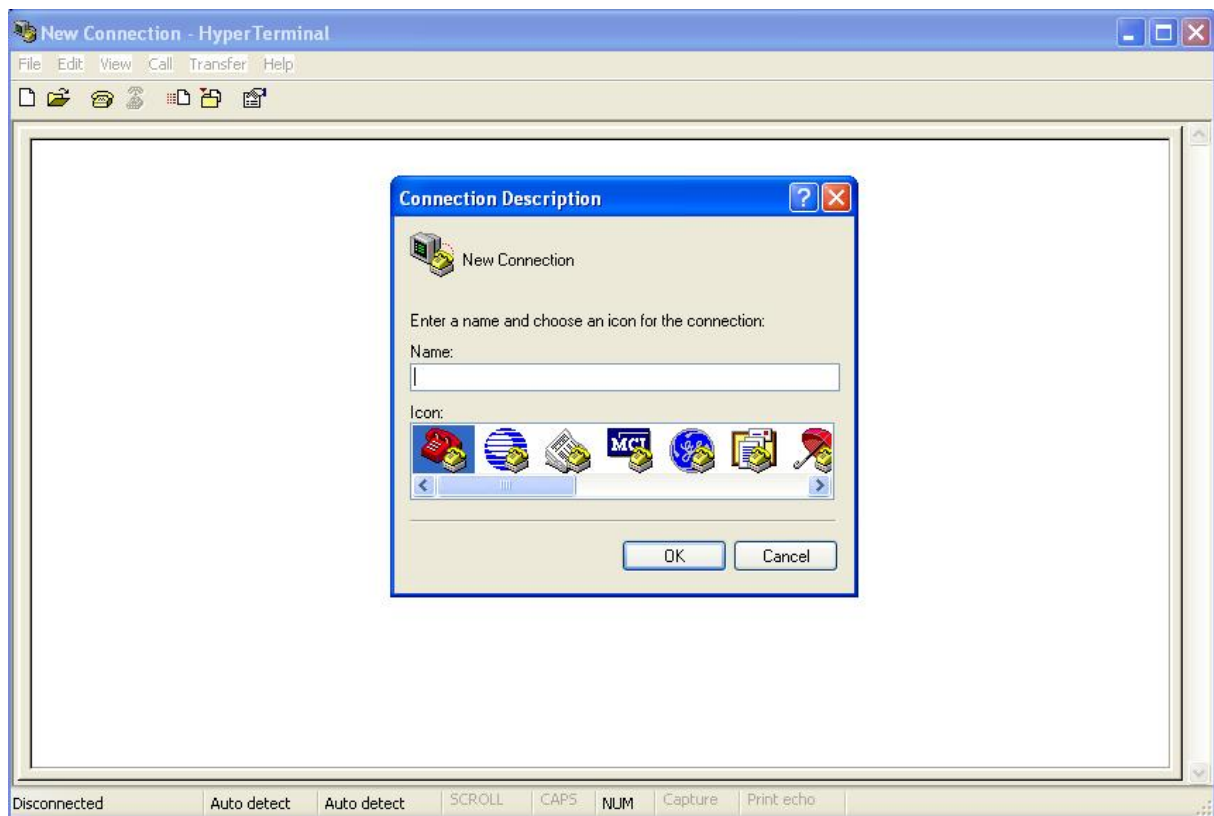 New Connection - HyperTerminal
File Edit View Call Transfer Help
Connection Description
New Connection
Enter a name and choose an icon for the connection:
Name:
Icon:
MCI
OK Cancel
Disconnected Auto detect Auto detect SCROLL CAPS NUM Capture Print echo